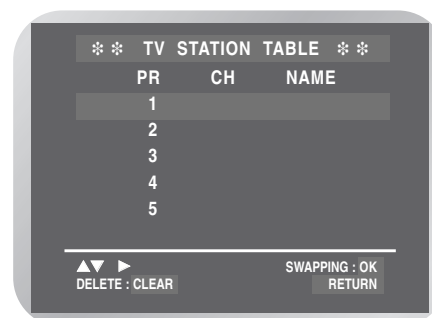 ❇ ❇ TV STATION TABLE ❇ ❇
PR CH NAME
1
2
3
4
5
▲▼ ► SWAPPING : OK
DELETE : CLEAR RETURN